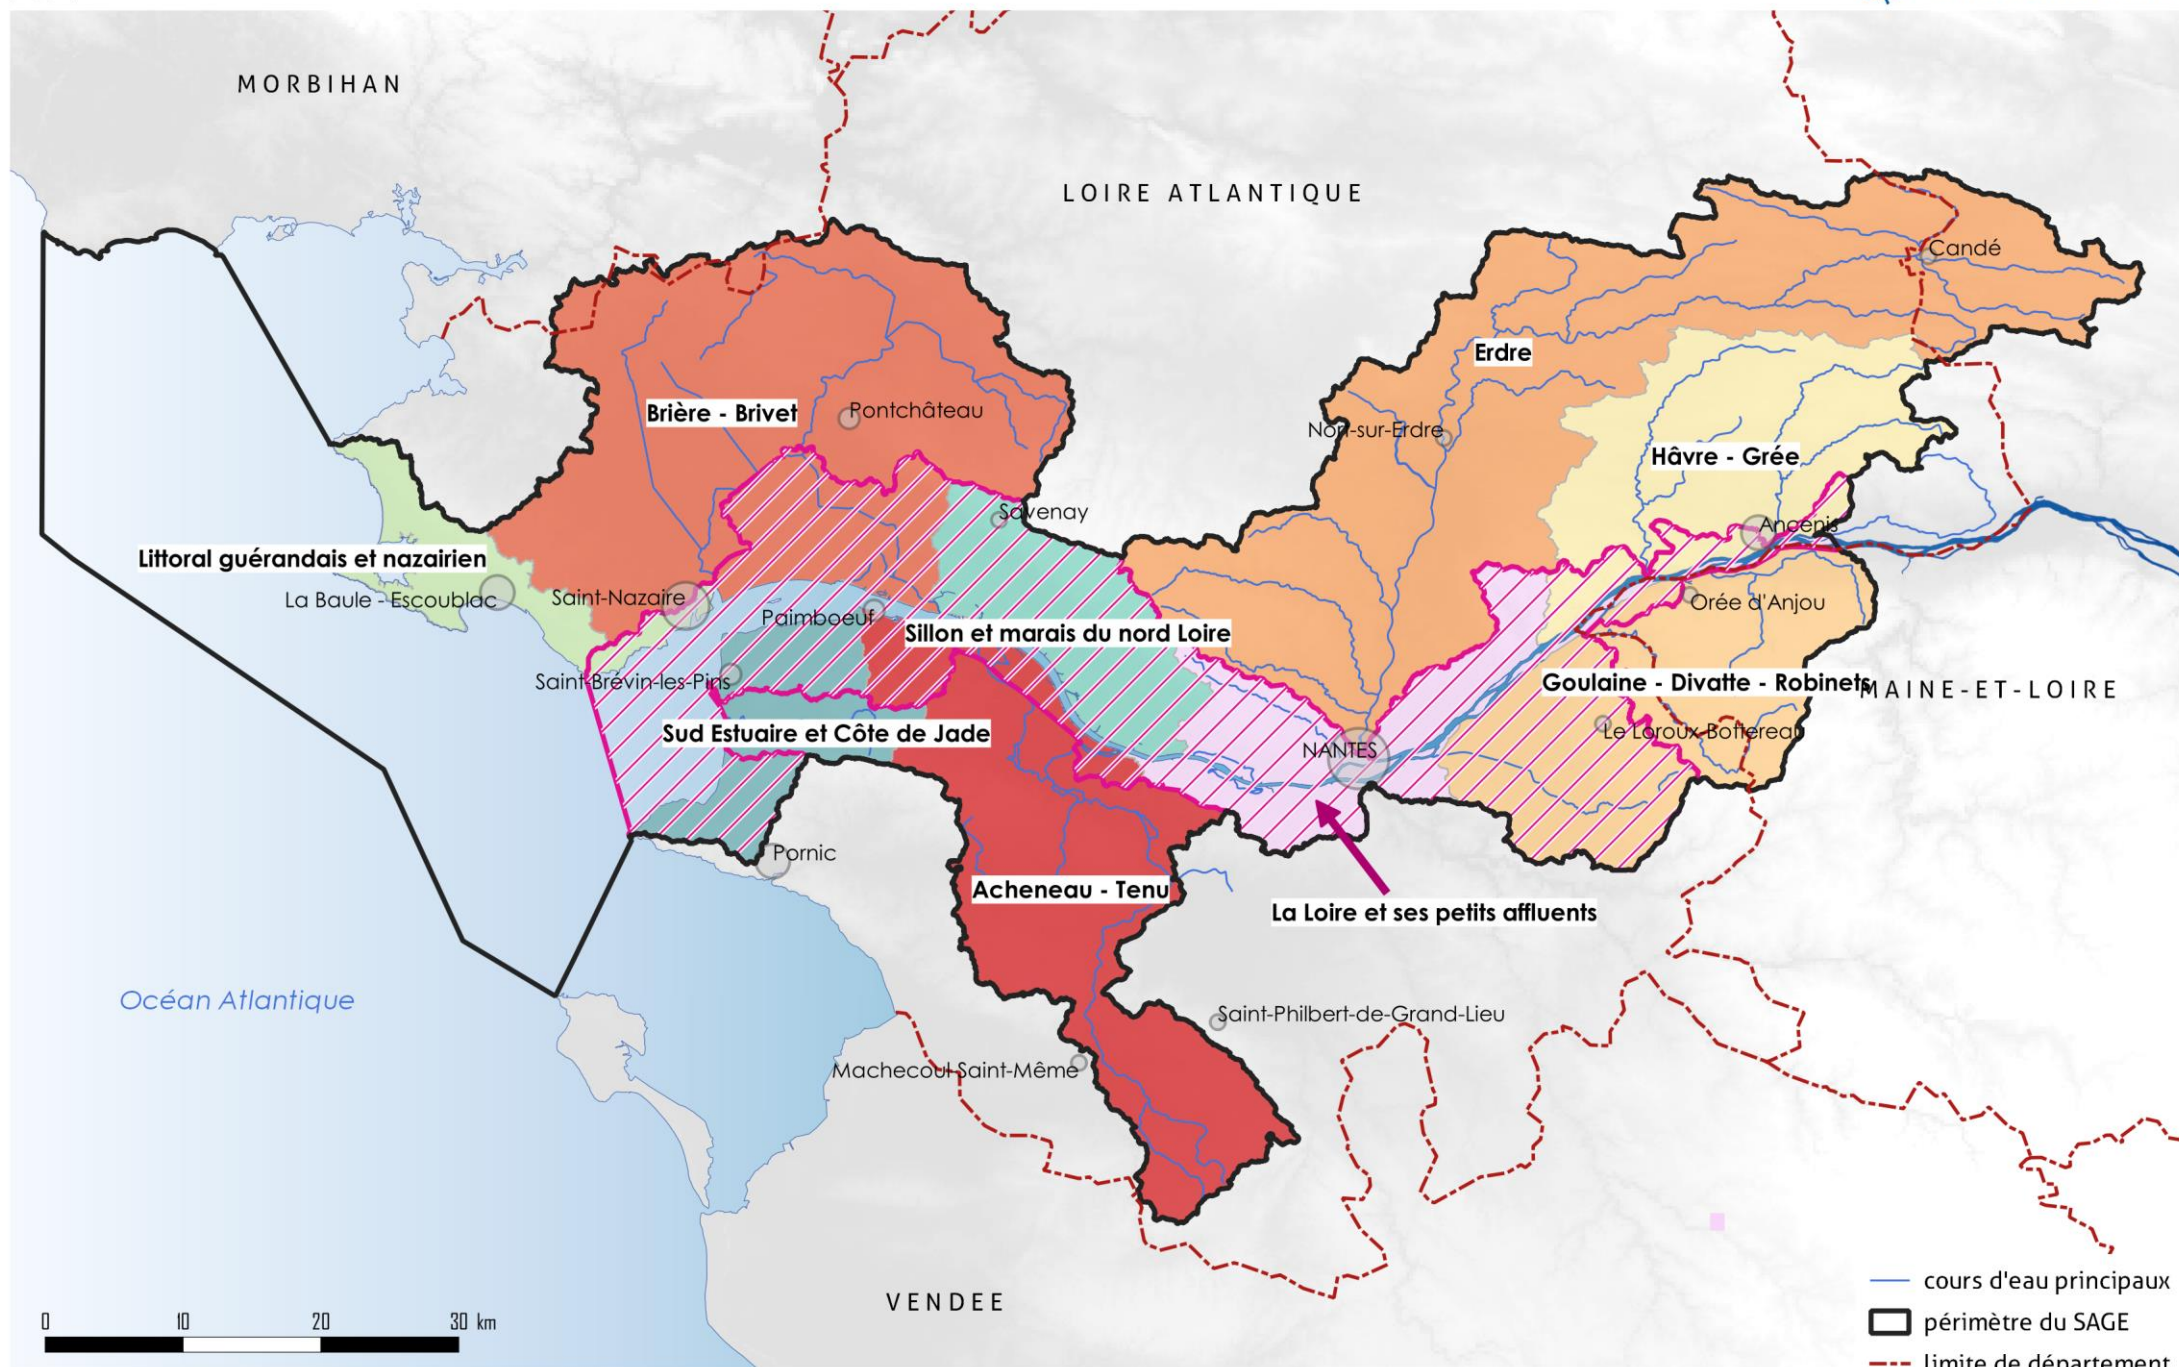 MORBIHAN
LOIRE ATLANTIQUE
Candé
Erdre
Brière - Brivet
Pontchâteau
Nort-sur-Erdre
Hâvre - Grée
Savenay
Ancenis
Littoral guérandais et nazairien
La Baule - Escoublac
Saint-Nazaire
Paimboeuf
Orée d'Anjou
Sillon et marais du nord Loire
Saint-Brévin-les-Pins
Goulaine - Divatte - Robinets
MAINE-ET-LOIRE
Sud Estuaire et Côte de Jade
Le Loroux-Bottereau
NANTES
Pornic
Acheneau - Tenu
La Loire et ses petits affluents
Océan Atlantique
Saint-Philbert-de-Grand-Lieu
Machecoul-Saint-Même
VENDEE
cours d'eau principaux
0 10 20 30 km
périmètre du SAGE
limite de département